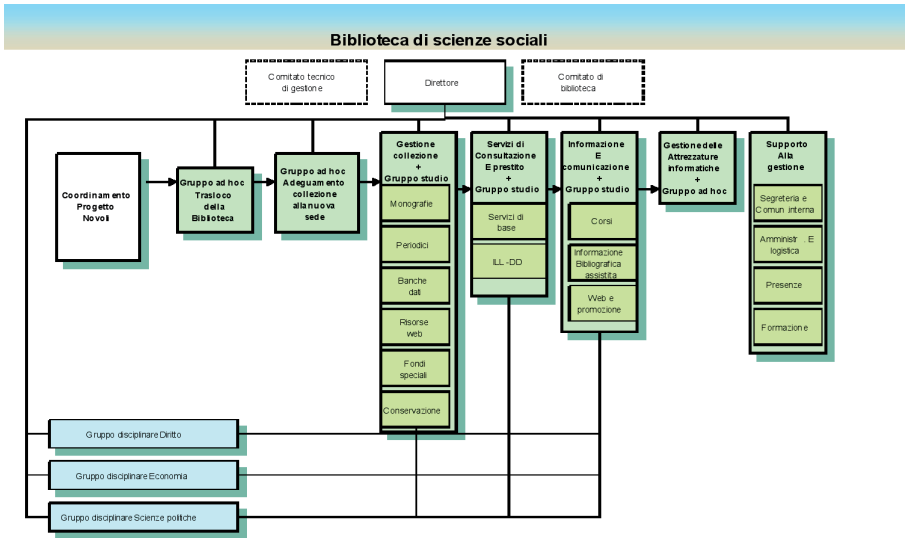 Biblioteca di scienze sociali
Comitato tecnico
di gestione
Direttore
Comitato di
biblioteca
Coordinamento
Progetto
Novoli
Gruppo ad hoc
Trasloco
della
Biblioteca
Gruppo ad hoc
Adeguamento
collezione
alla nuova
sede
Gestione
collezione
+
Gruppo studio
Monografie
Periodici
Banche
dati
Risorse
web
Fondi
speciali
Conservazione
Servizi di
Consultazione
E prestito
+
Gruppo studio
Servizi di
base
ILL-DD
Informazione
E
comunicazione
+
Gruppo studio
Corsi
Informazione
Bibliografica
assistita
Web e
promozione
Gestione delle
Attrezzature
informatiche
+
Gruppo ad hoc
Supporto
Alla
gestione
Segreteria e
Comun.interna
Amministr. E
logistica
Presenze
Formazione
Gruppo disciplinare Diritto
Gruppo disciplinare Economia
Gruppo disciplinare Scienze politiche